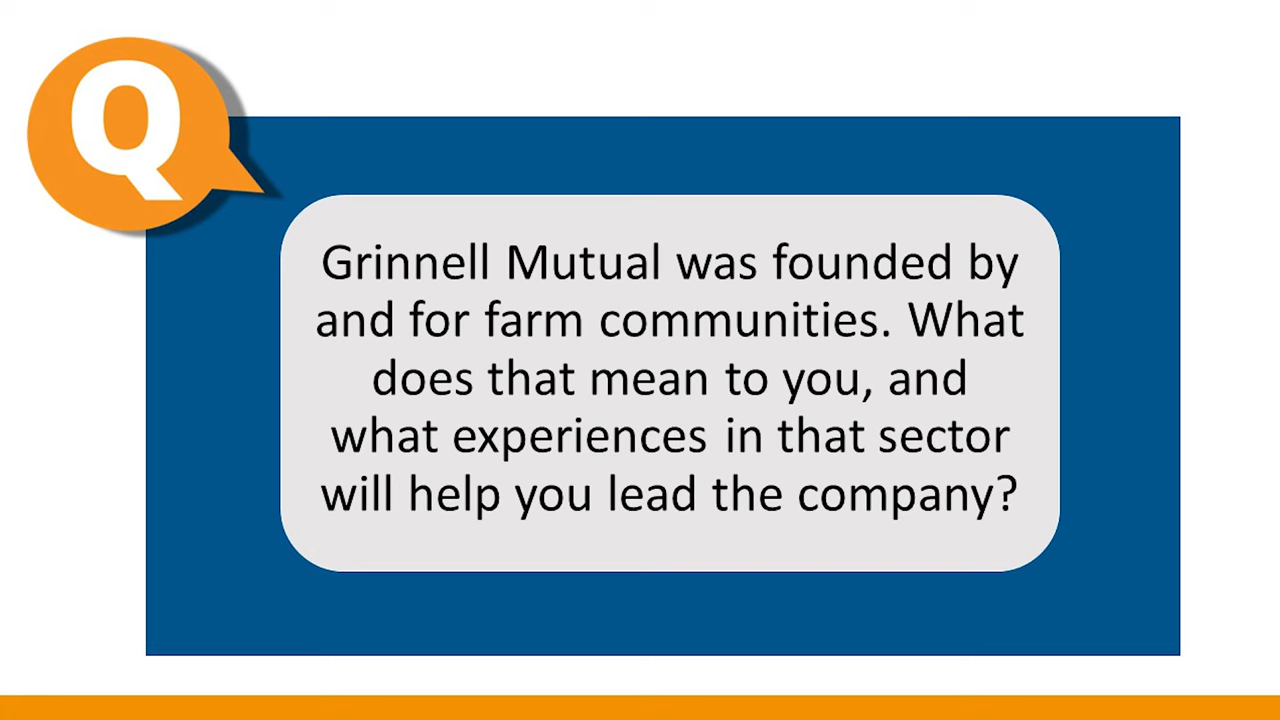 Q
Grinnell Mutual was founded by
and for farm communities. What
does that mean to you, and
what experiences in that sector
will help you lead the company?